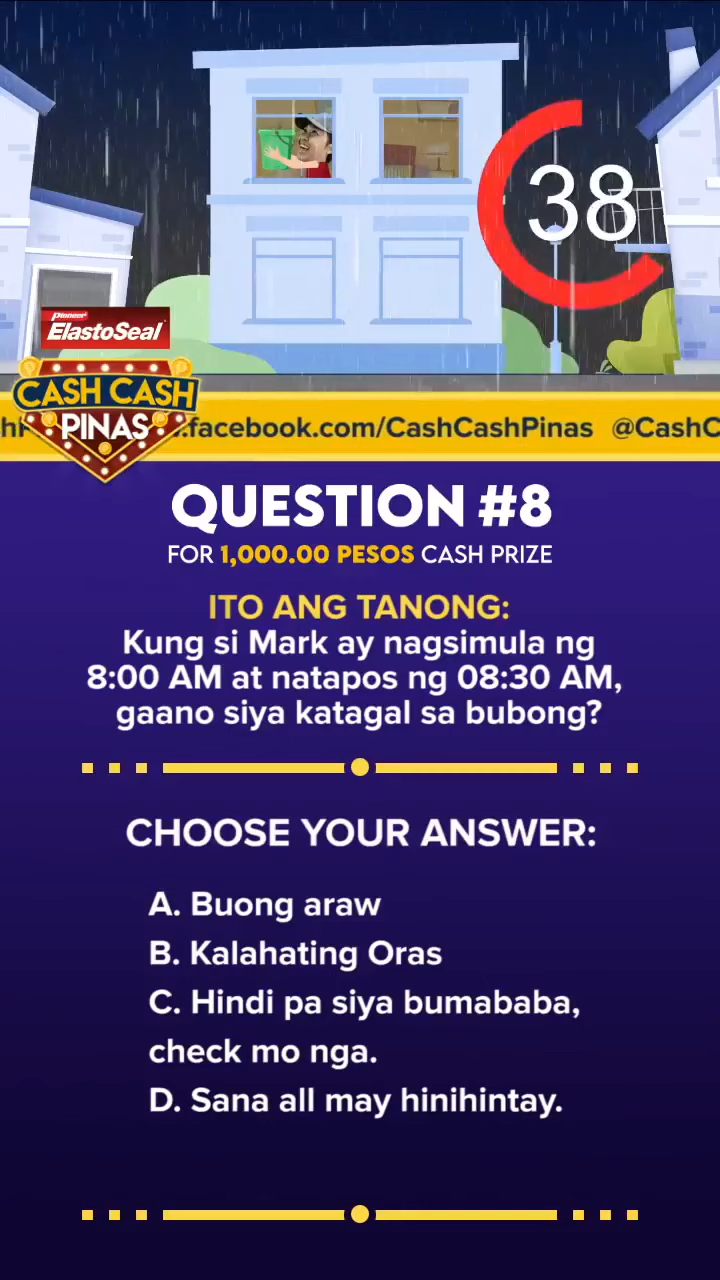 38
Pioneer
ElastoSeal
CASH CASH
PINAS
.facebook.com/CashCashPinas @CashC
QUESTION #8
FOR 1,000.00 PESOS CASH PRIZE
ITO ANG TANONG:
Kung si Mark ay nagsimula ng
8:00 AM at natapos ng 08:30 AM,
gaano siya katagal sa bubong?
CHOOSE YOUR ANSWER:
A. Buong araw
B. Kalahating Oras
C. Hindi pa siya bumababa,
check mo nga.
D. Sana all may hinihintay.